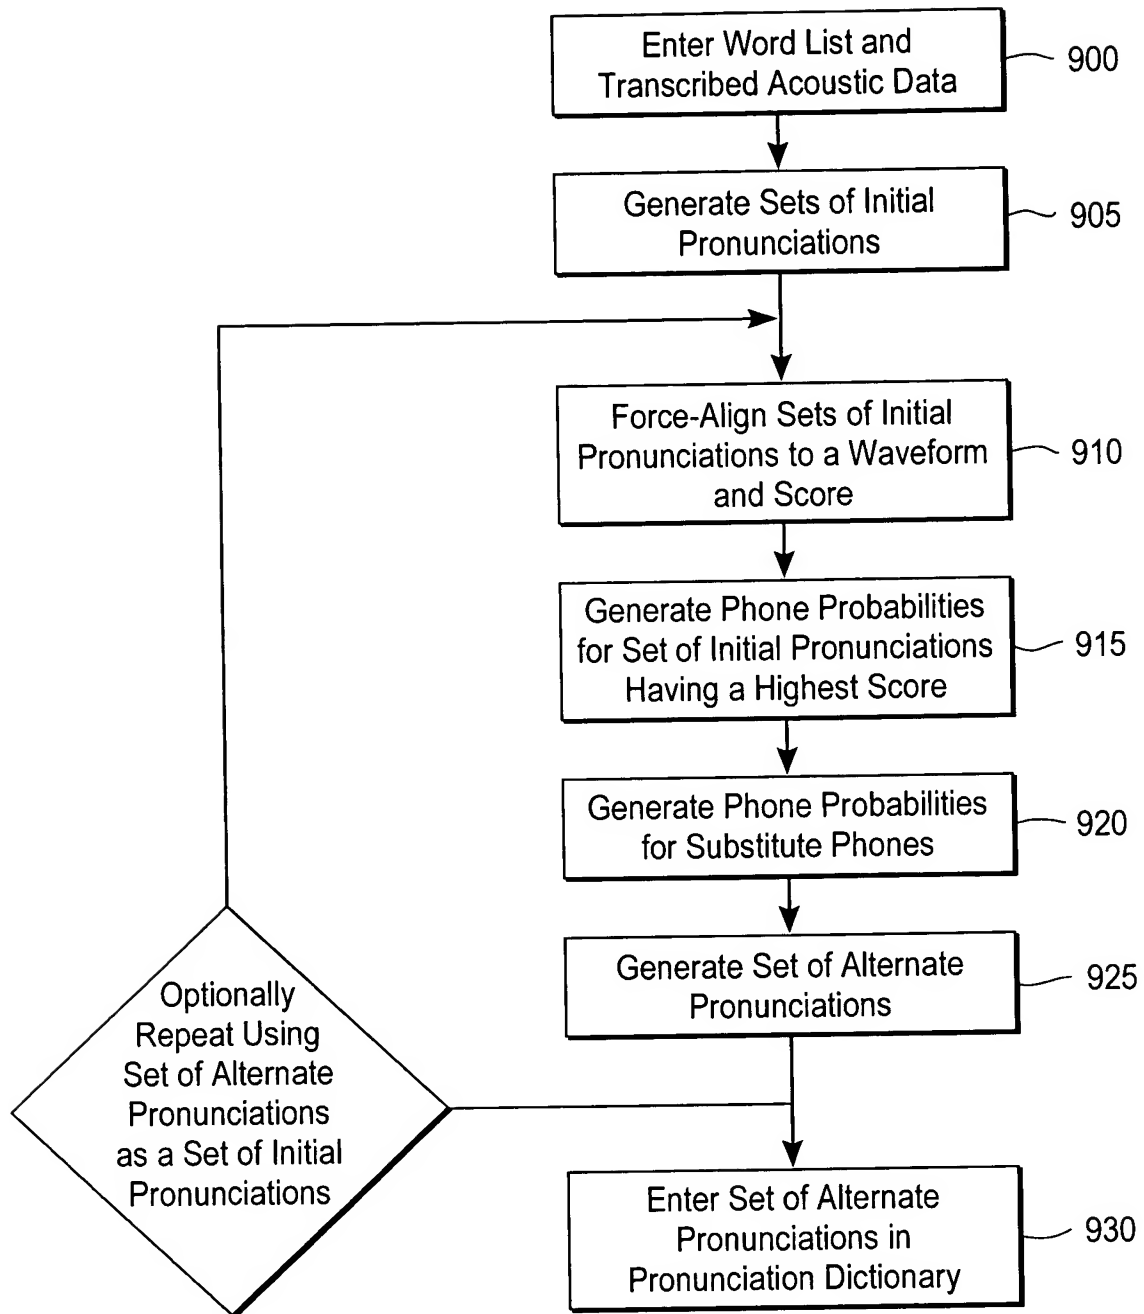 Enter Word List and
Transcribed Acoustic Data
900
Generate Sets of Initial
Pronunciations
905
Force-Align Sets of Initial
Pronunciations to a Waveform
and Score
910
Generate Phone Probabilities
for Set of Initial Pronunciations
Having a Highest Score
915
Generate Phone Probabilities
for Substitute Phones
920
Generate Set of Alternate
Pronunciations
925
Optionally
Repeat Using
Set of Alternate
Pronunciations
as a Set of Initial
Pronunciations
Enter Set of Alternate
Pronunciations in
Pronunciation Dictionary
930